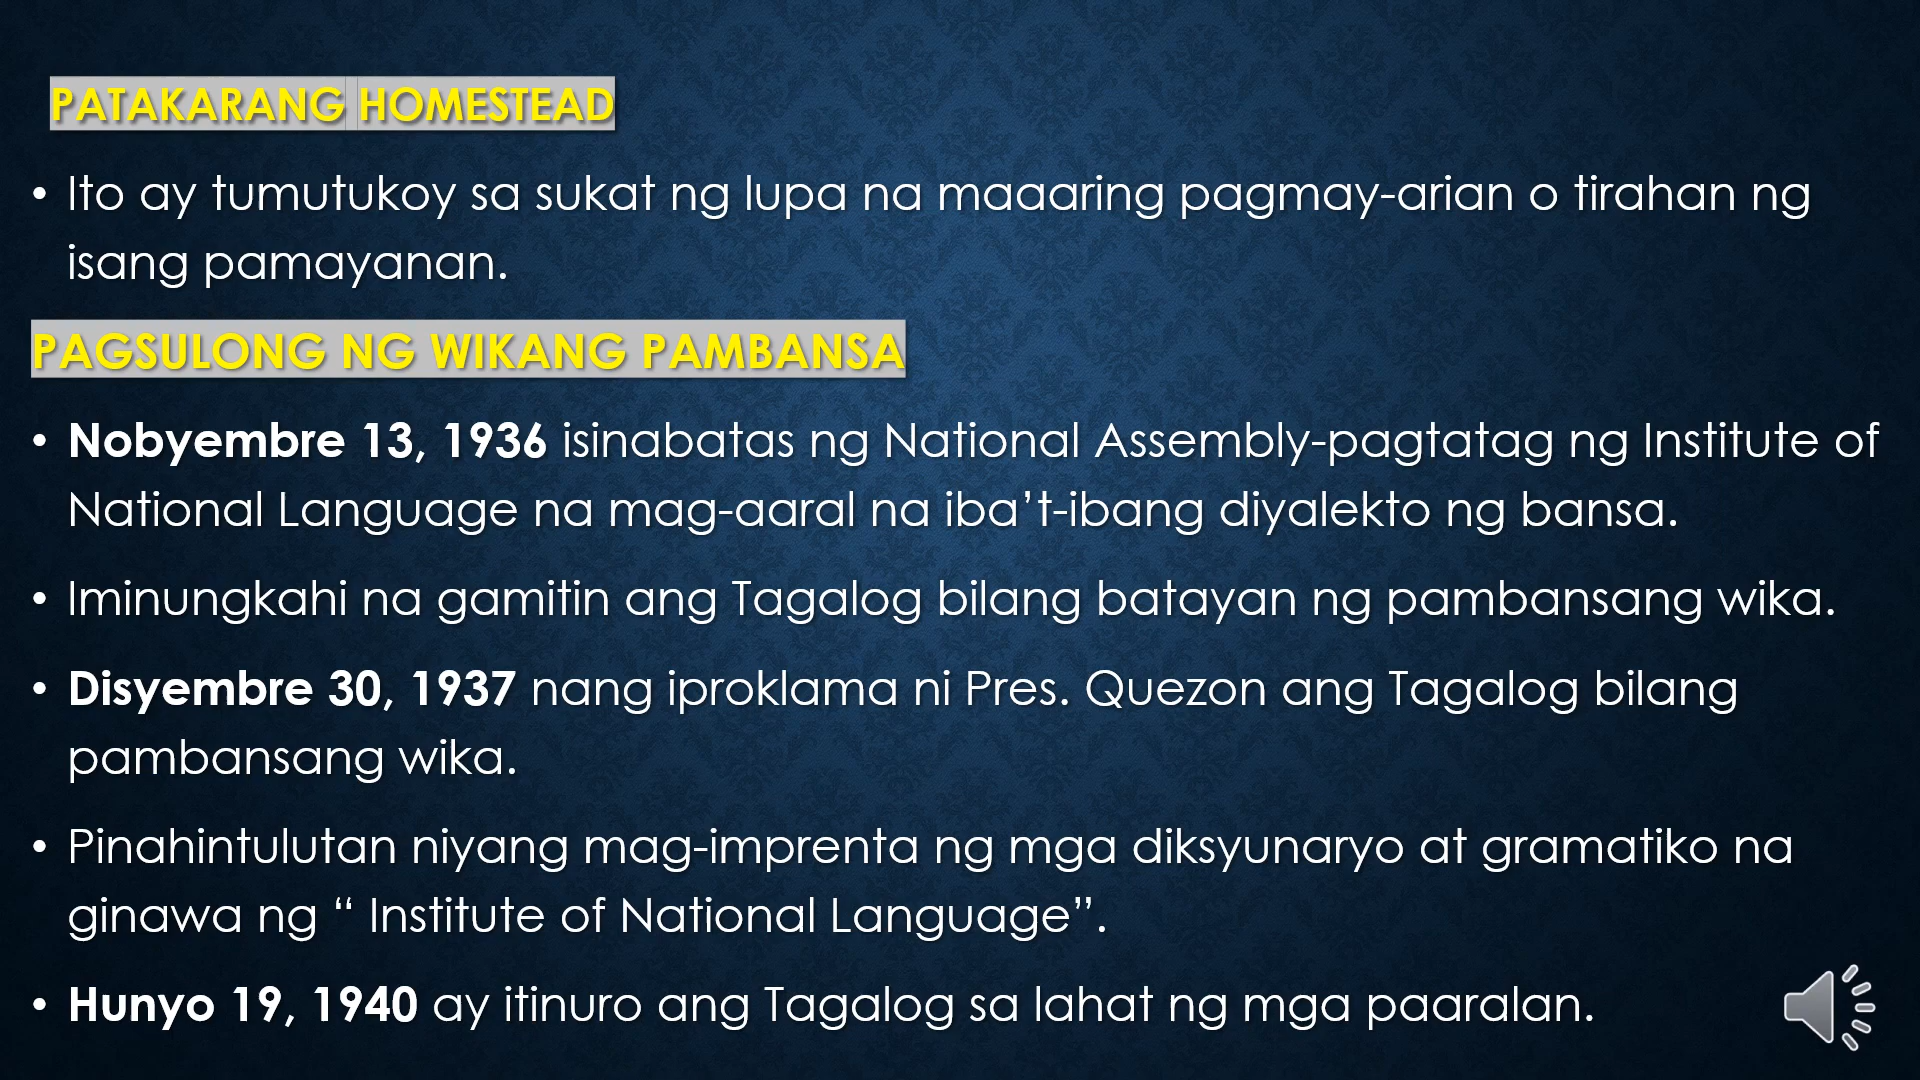 PATAKARANG HOMESTEAD
• Ito ay tumutukoy sa sukat ng lupa na maaaring pagmay-arian o tirahan ng
isang pamayanan.
PAGSULONG NG WIKANG PAMBANSA
• Nobyembre 13, 1936 isinabatas ng National Assembly-pagtatag ng Institute of
National Language na mag-aaral na iba’t-ibang diyalekto ng bansa.
• Iminungkahi na gamitin ang Tagalog bilang batayan ng pambansang wika.
• Disyembre 30, 1937 nang iproklama ni Pres. Quezon ang Tagalog bilang
pambansang wika.
• Pinahintulutan niyang mag-imprenta ng mga diksyunaryo at gramatiko na
ginawa ng “ Institute of National Language”.
• Hunyo 19, 1940 ay itinuro ang Tagalog sa lahat ng mga paaralan.